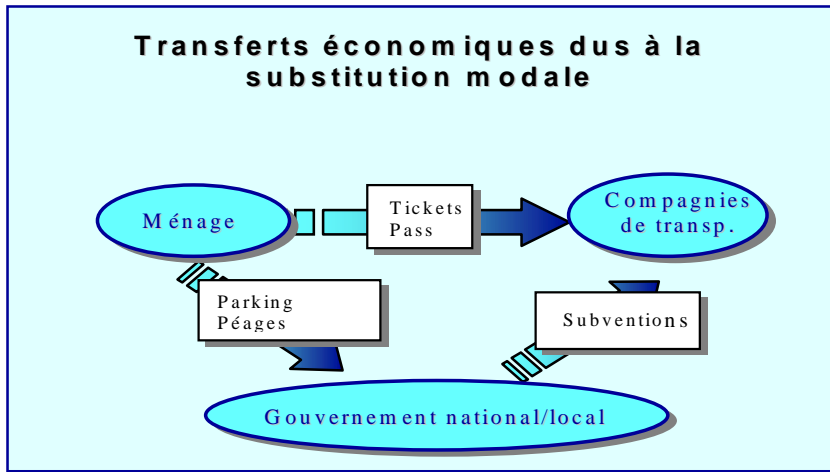 Transferts économiques dus à la
substitution modale
Ménage
Tickets
Pass
Compagnies
de transp.
Parking
Péages
Subventions
Gouvernement national/local